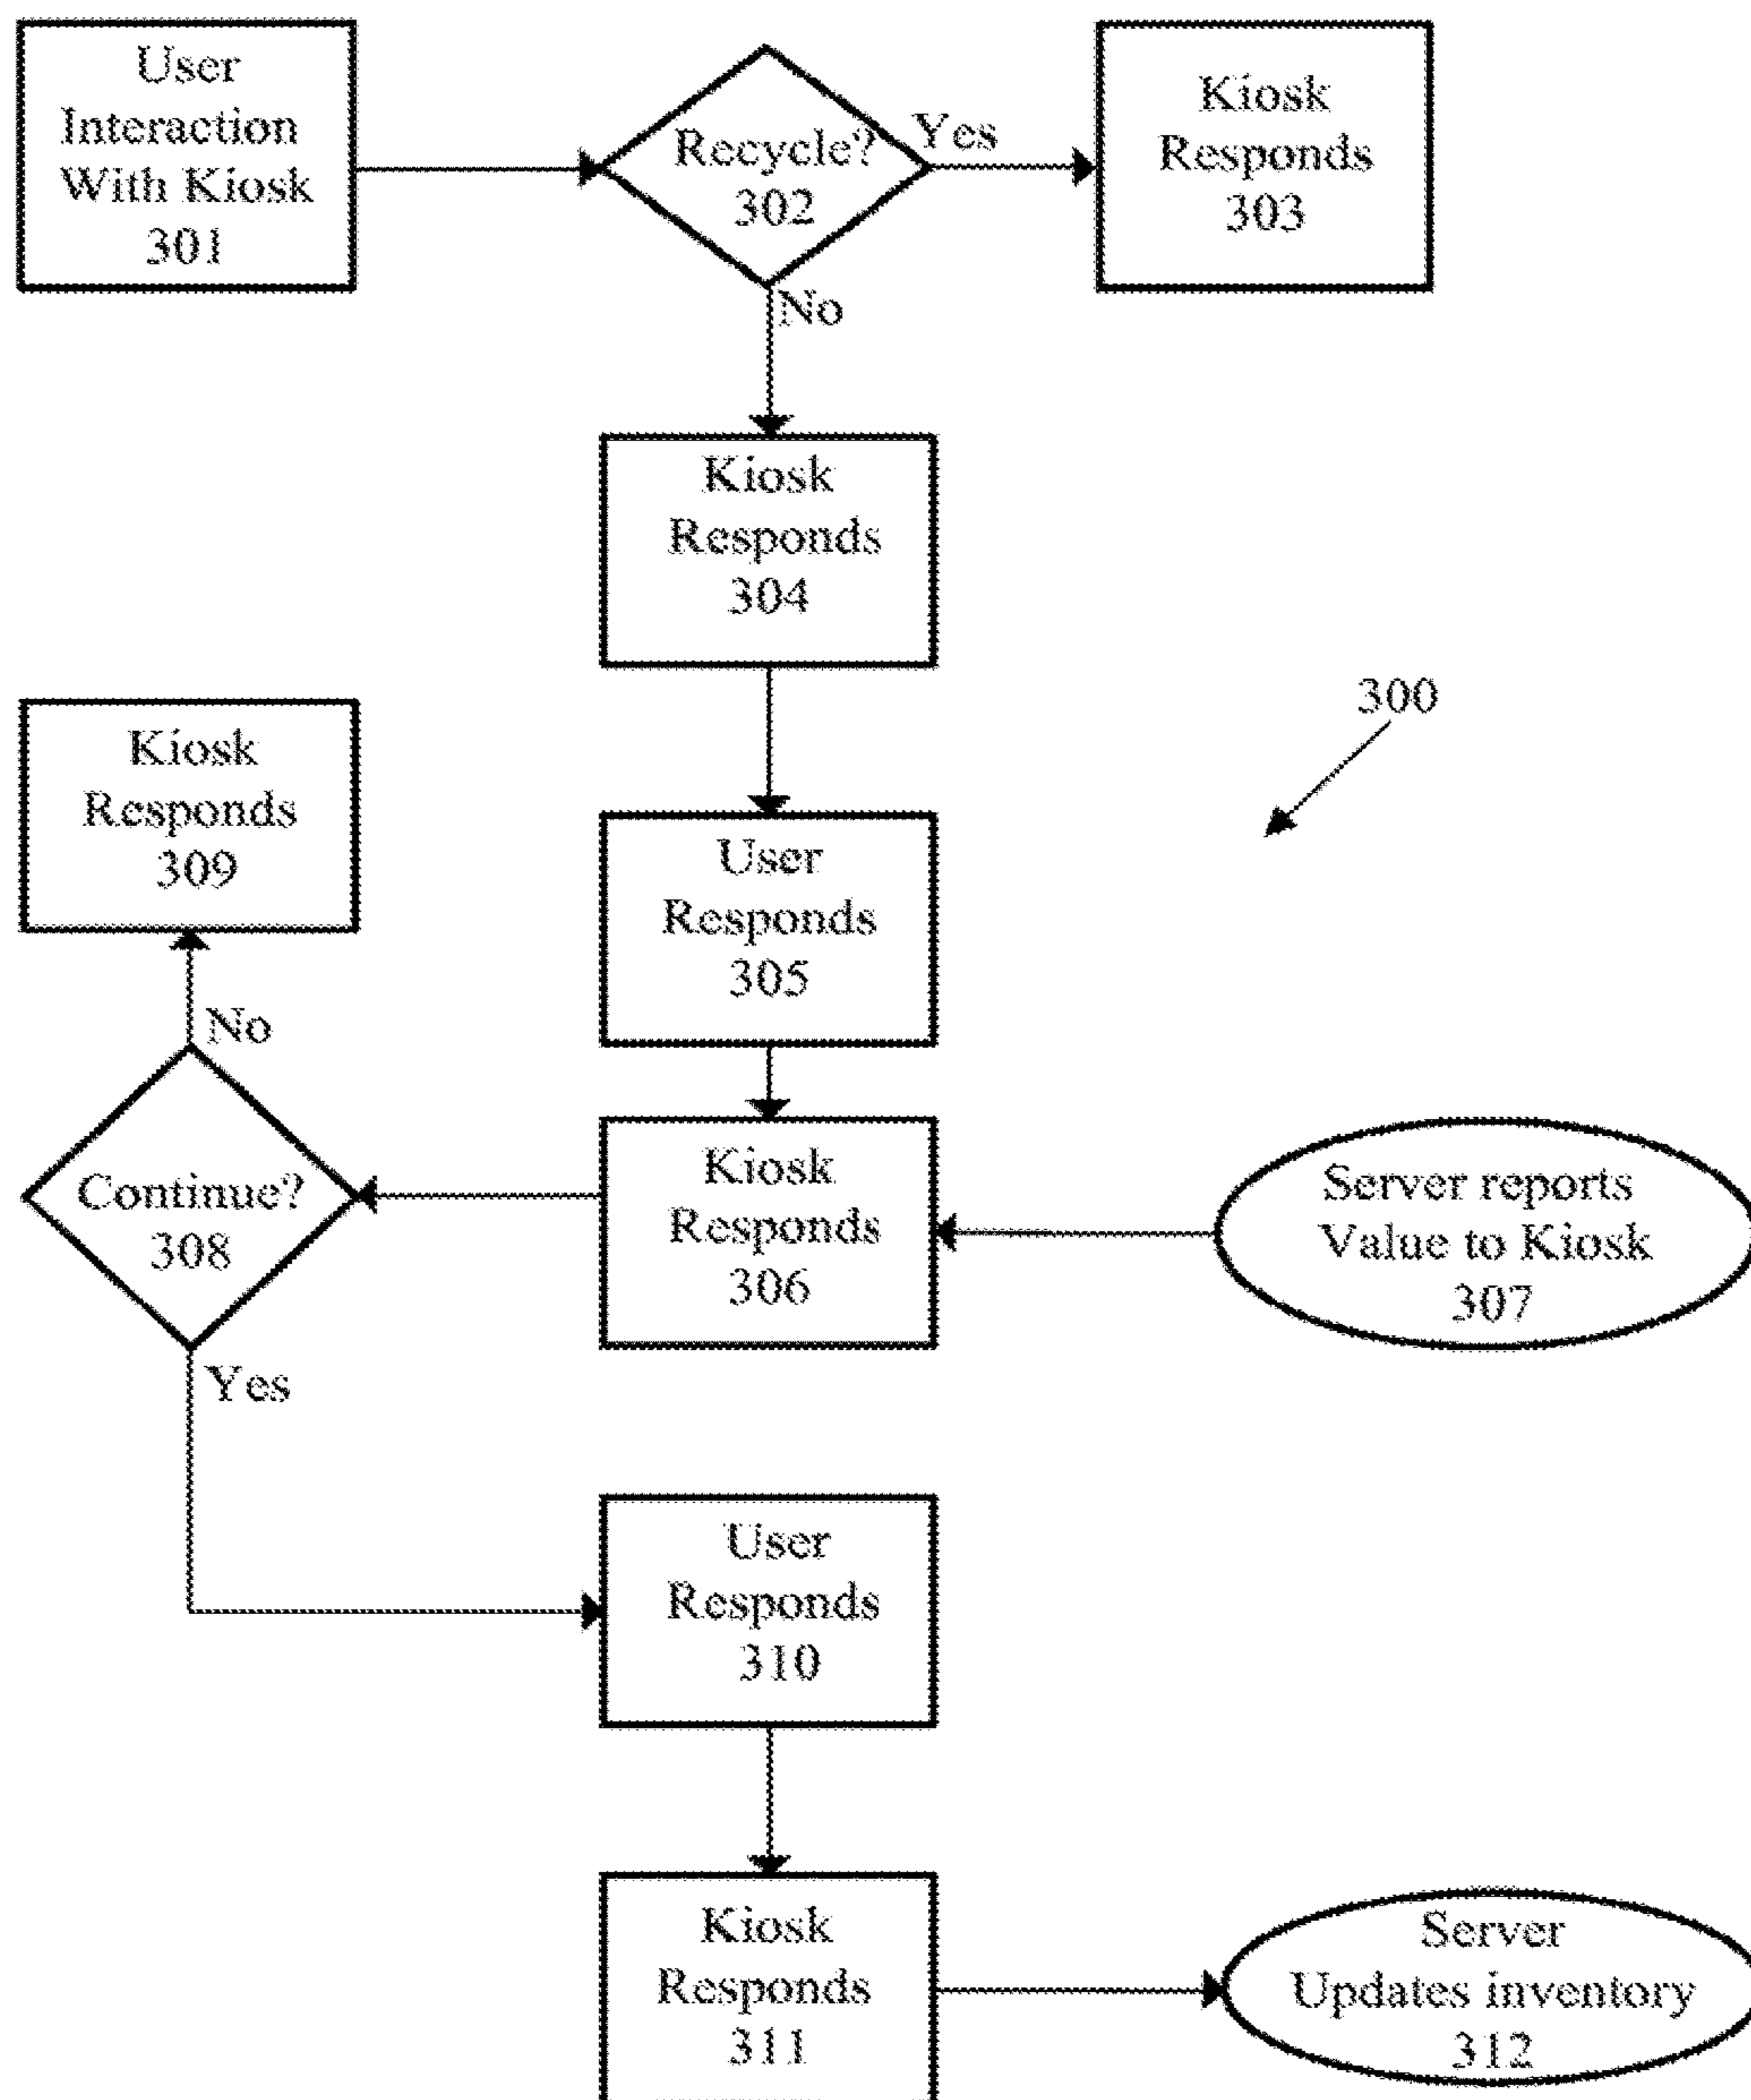 User
Interaction
With Kiosk
301
Recycle?
302
Yes
No
Kiosk
Responds
303
Kiosk
Responds
304
300
Kiosk
Responds
309
User
Responds
305
No
Continue?
308
Yes
Kiosk
Responds
306
Server reports
Value to Kiosk
307
User
Responds
310
Kiosk
Responds
311
Server
Updates inventory
312